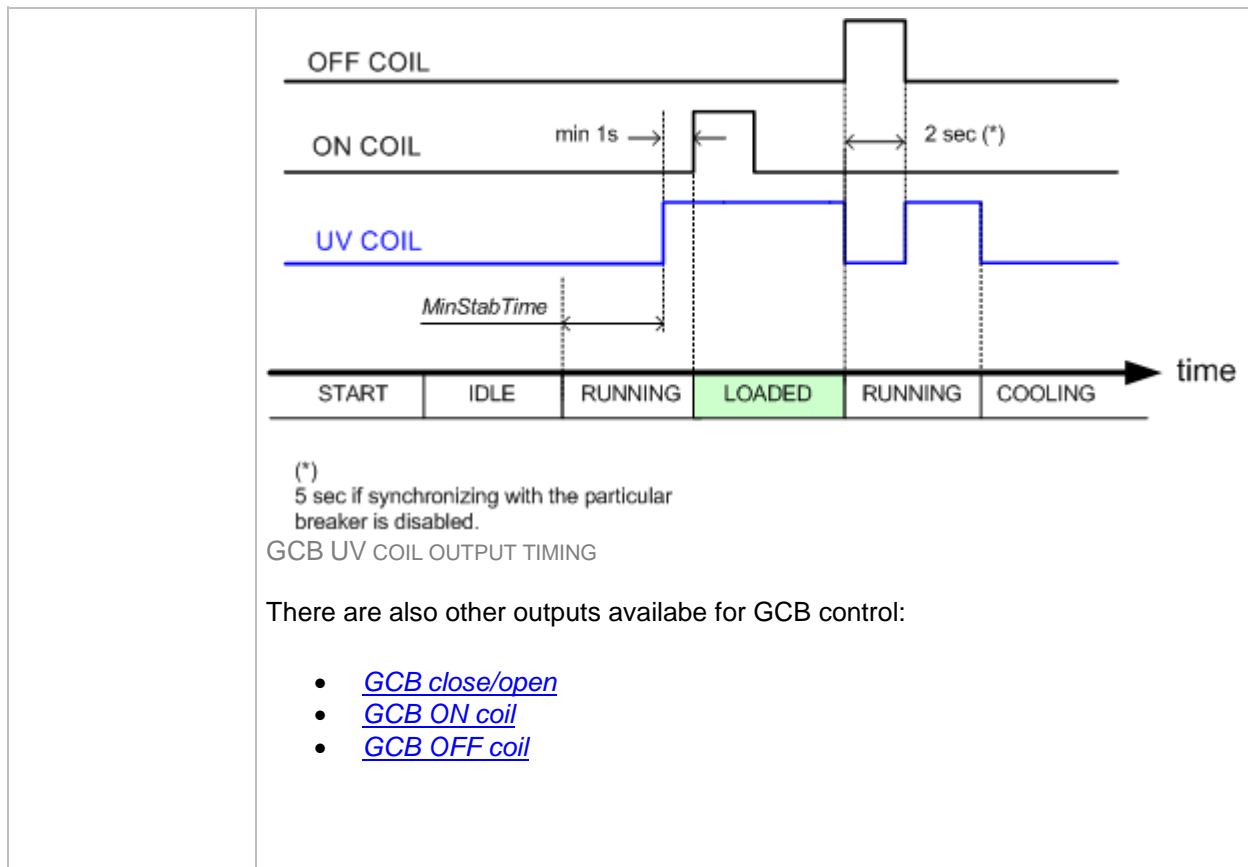 OFF COIL
ON COIL
min 1s
2 sec (*)
UV COIL
MinStabTime
time
START IDLE RUNNING LOADED RUNNING COOLING
(*)
5 sec if synchronizing with the particular
breaker is disabled.
GCB UV COIL OUTPUT TIMING
There are also other outputs availabe for GCB control:
• GCB close/open
• GCB ON coil
• GCB OFF coil